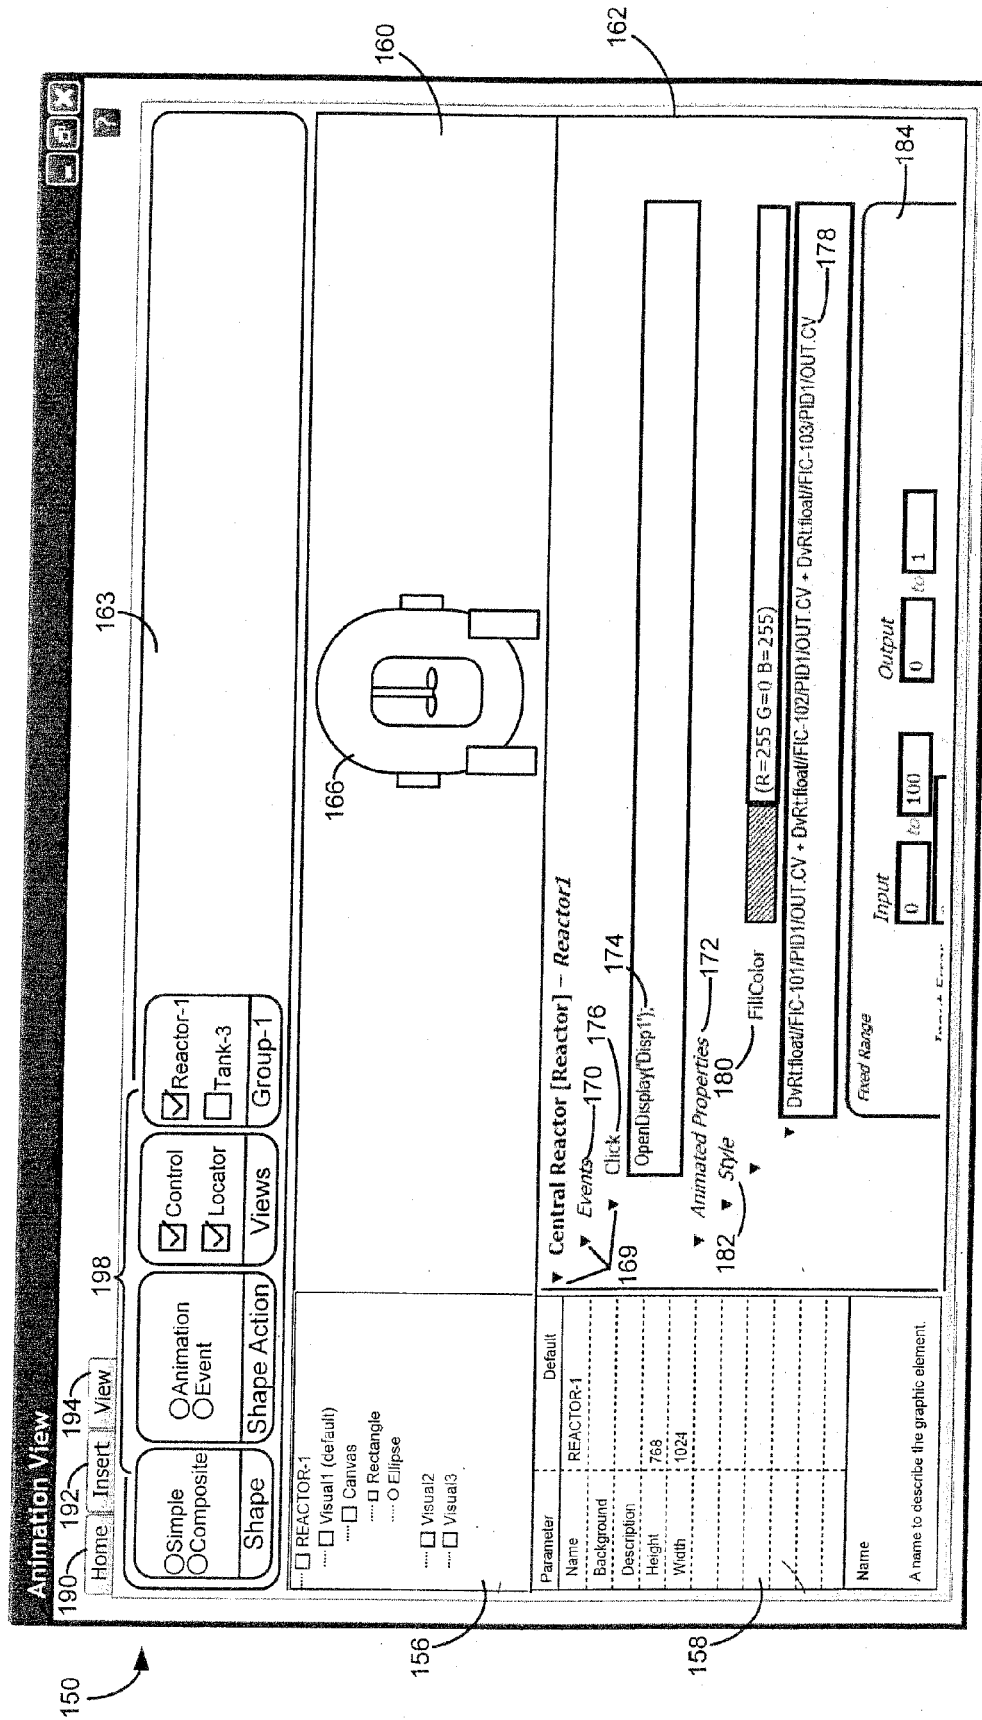 150
Animation View
190
192
194
198
163
Home
Insert
View
?
Simple
Composite
Shape
Animation
Event
Shape Action
Control
Locator
Views
Reactor-1
Tank-3
Group-1
REACTOR-1
Visual1 (default)
Canvas
Rectangle
Ellipse
Visual2
Visual3
156
166
160
162
Parameter
Default
Name
REACTOR-1
Background
Description
Height
768
Width
1024
158
Name
A name to describe the graphic element.
Central Reactor [Reactor] – Reactor1
169
Events
170
Click
176
174
OpenDisplay('Disp1');
Animated Properties
172
182
Style
180
FillColor
(R=255 G=0 B=255)
DvRt:float//FIC-101/PID1/OUT.CV + DvRt:float//FIC-102/PID1/OUT.CV + DvRt:float//FIC-103/PID1/OUT.CV
178
184
Fixed Range
Input
0
to
100
Output
0
to
1